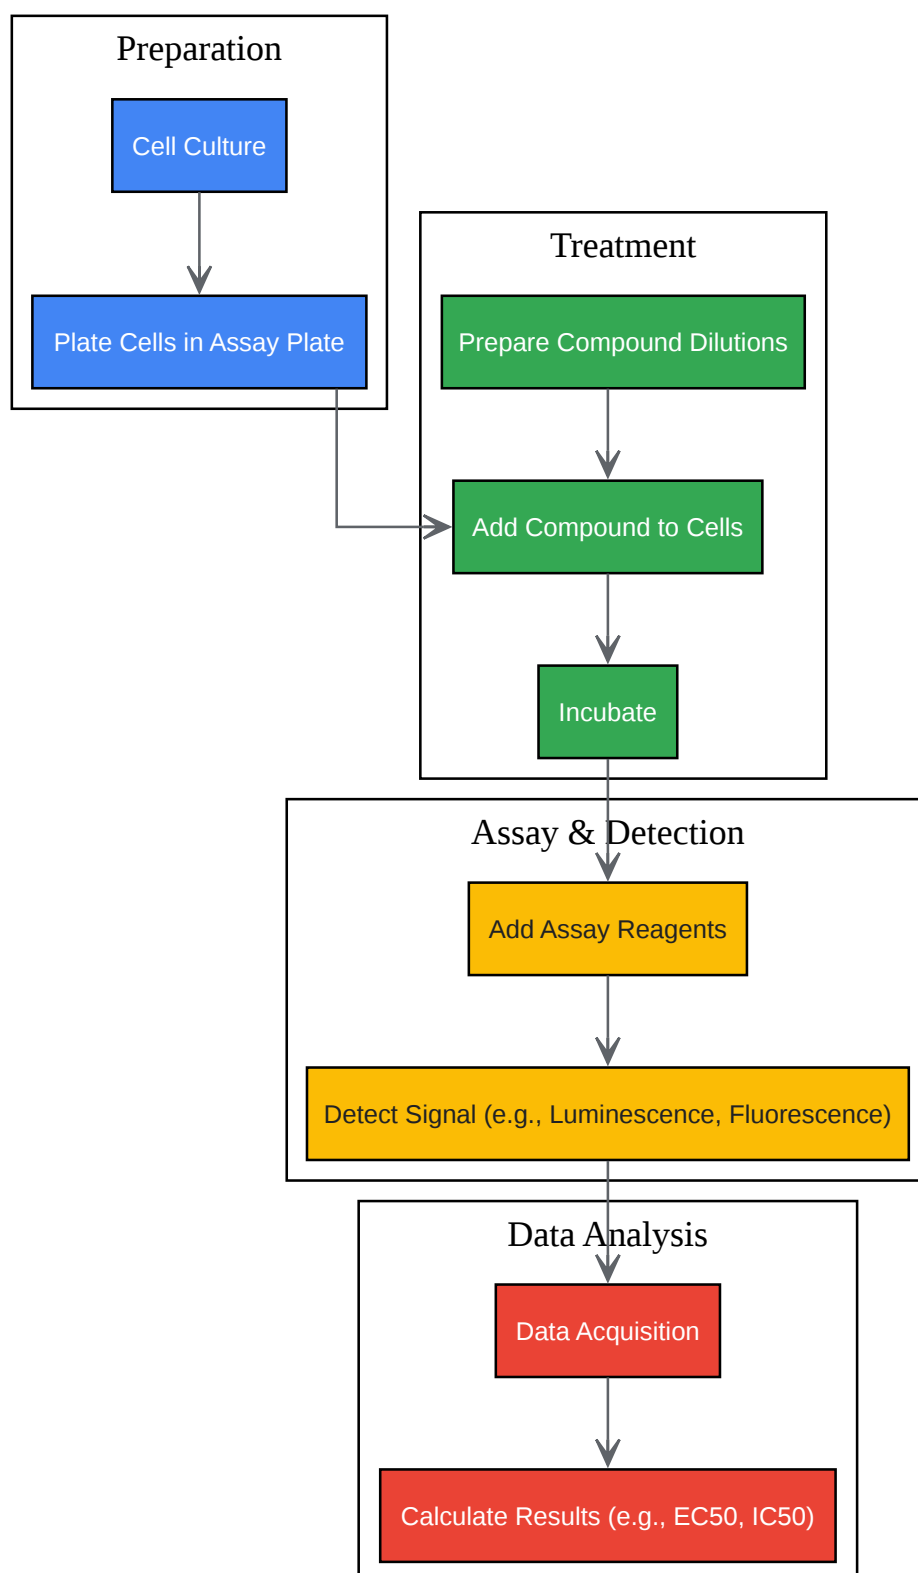 Preparation
Cell Culture
Plate Cells in Assay Plate
Treatment
Prepare Compound Dilutions
Add Compound to Cells
Incubate
Assay & Detection
Add Assay Reagents
Detect Signal (e.g., Luminescence, Fluorescence)
Data Analysis
Data Acquisition
Calculate Results (e.g., EC50, IC50)